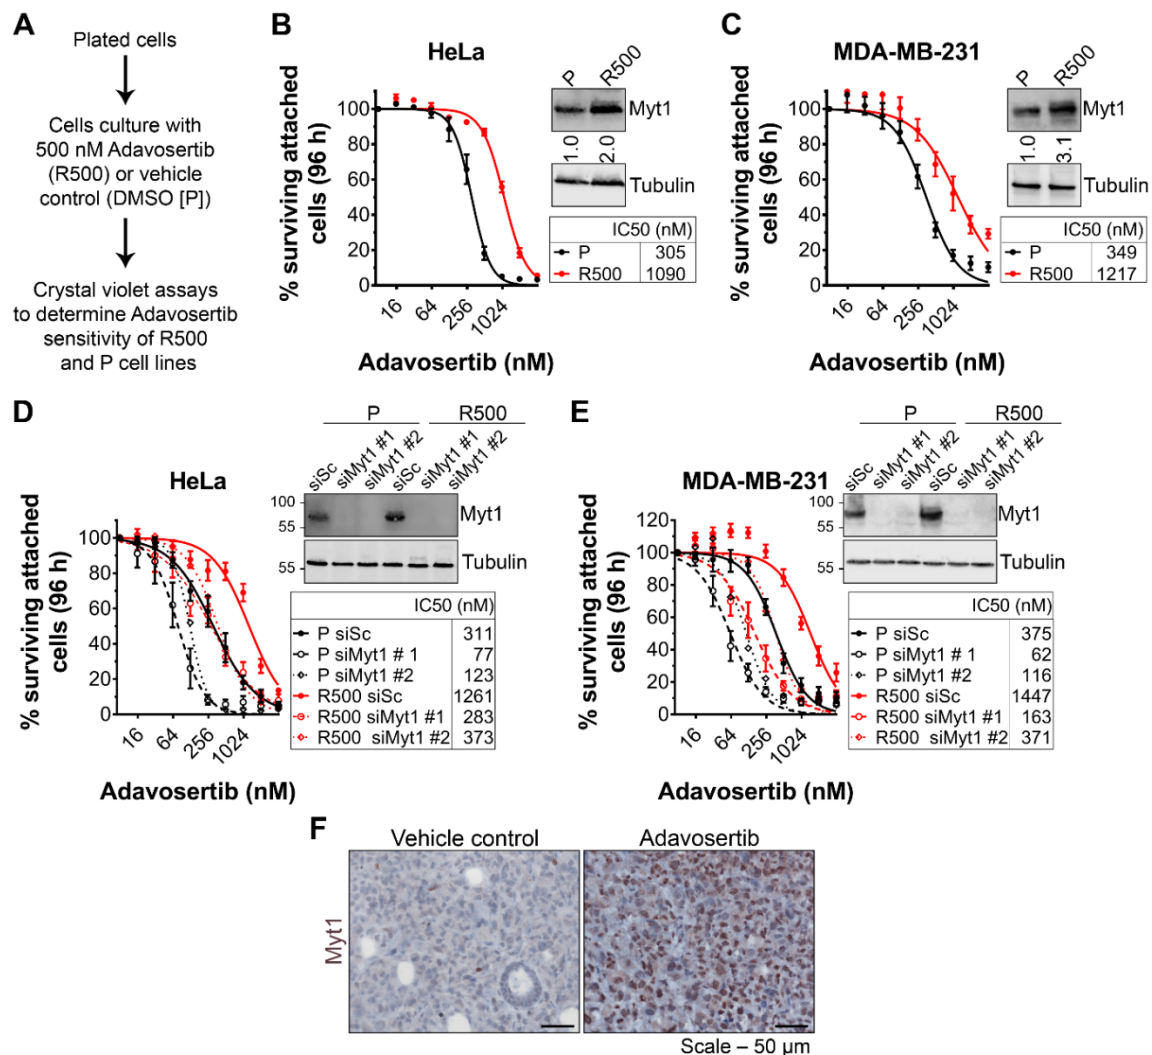 A
Plated cells
Cells culture with
500 nM Adavosertib
(R500) or vehicle
control (DMSO [P])
Crystal violet assays
to determine Adavosertib
sensitivity of R500
and P cell lines
B
HeLa
% surviving attached
cells (96 h)
100
80
60
40
20
0
16
64
256
1024
Adavosertib (nM)
P
R500
Myt1
1.0
2.0
Tubulin
IC50 (nM)
P 305
R500 1090
C
MDA-MB-231
% surviving attached
cells (96 h)
100
80
60
40
20
0
16
64
256
1024
Adavosertib (nM)
P
R500
Myt1
1.0
3.1
Tubulin
IC50 (nM)
P 349
R500 1217
D
HeLa
% surviving attached
cells (96 h)
100
80
60
40
20
0
16
64
256
1024
Adavosertib (nM)
P
R500
siSc
siMyt1 #1
siMyt1 #2
siSc
siMyt1 #1
siMyt1 #2
100
55
Myt1
55
Tubulin
IC50 (nM)
P siSc 311
P siMyt1 # 1 77
P siMyt1 #2 123
R500 siSc 1261
R500 siMyt1 #1 283
R500 siMyt1 #2 373
E
MDA-MB-231
% surviving attached
cells (96 h)
120
100
80
60
40
20
0
16
64
256
1024
Adavosertib (nM)
P
R500
siSc
siMyt1 #1
siMyt1 #2
siSc
siMyt1 #1
siMyt1 #2
100
55
Myt1
55
Tubulin
IC50 (nM)
P siSc 375
P siMyt1 # 1 62
P siMyt1 #2 116
R500 siSc 1447
R500 siMyt1 #1 163
R500 siMyt1 #2 371
F
Vehicle control
Adavosertib
Myt1
Scale – 50 µm